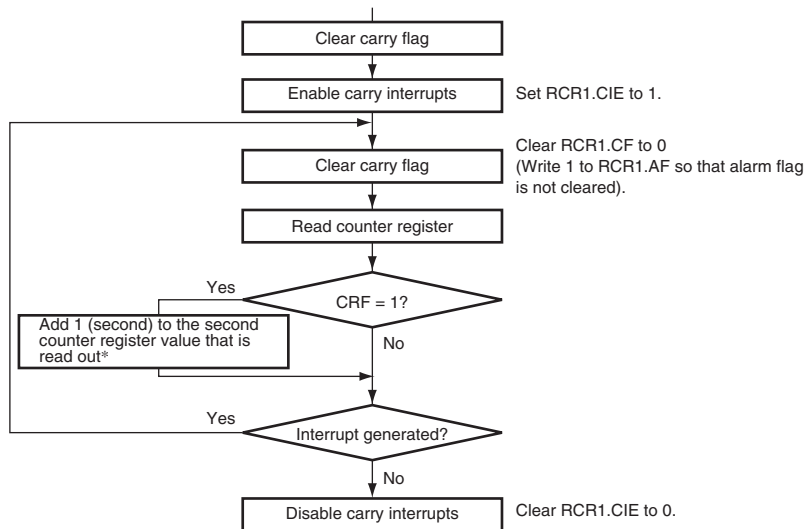 Clear carry flag
Enable carry interrupts
Set RCR1.CIE to 1.
Clear carry flag
Clear RCR1.CF to 0
(Write 1 to RCR1.AF so that alarm flag
is not cleared).
Read counter register
CRF = 1?
Yes
No
Add 1 (second) to the second
counter register value that is
read out*
Interrupt generated?
Yes
No
Disable carry interrupts
Clear RCR1.CIE to 0.